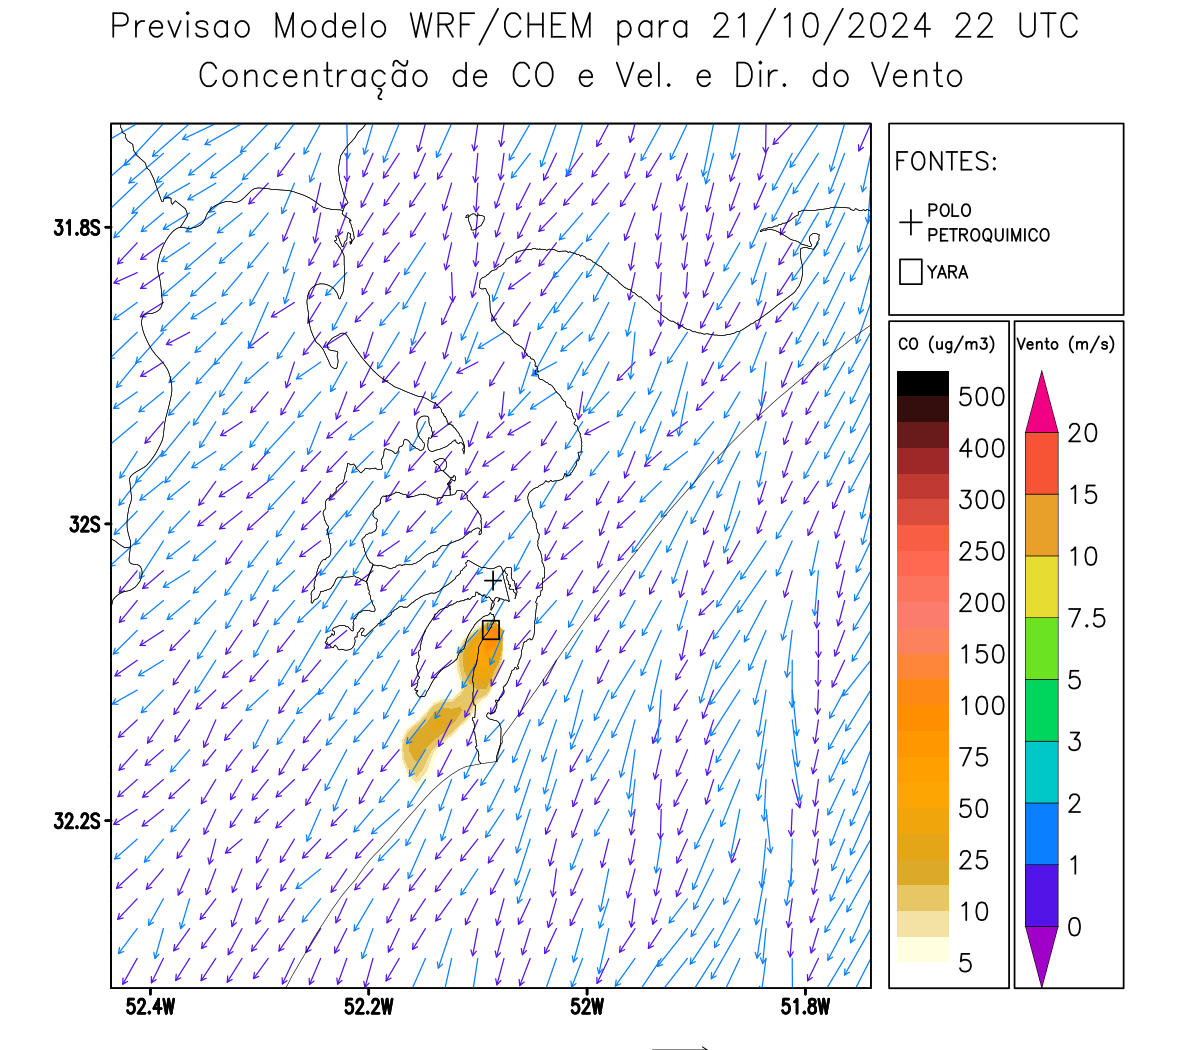 Previsao Modelo WRF/CHEM para 21/10/2024 22 UTC
Concentração de CO e Vel. e Dir. do Vento
FONTES:
POLO
PETROQUIMICO
YARA
31.8S
32S
32.2S
52.4W
52.2W
52W
51.8W
CO (ug/m3)
500
400
300
250
200
150
100
75
50
25
10
5
Vento (m/s)
20
15
10
7.5
5
3
2
1
0